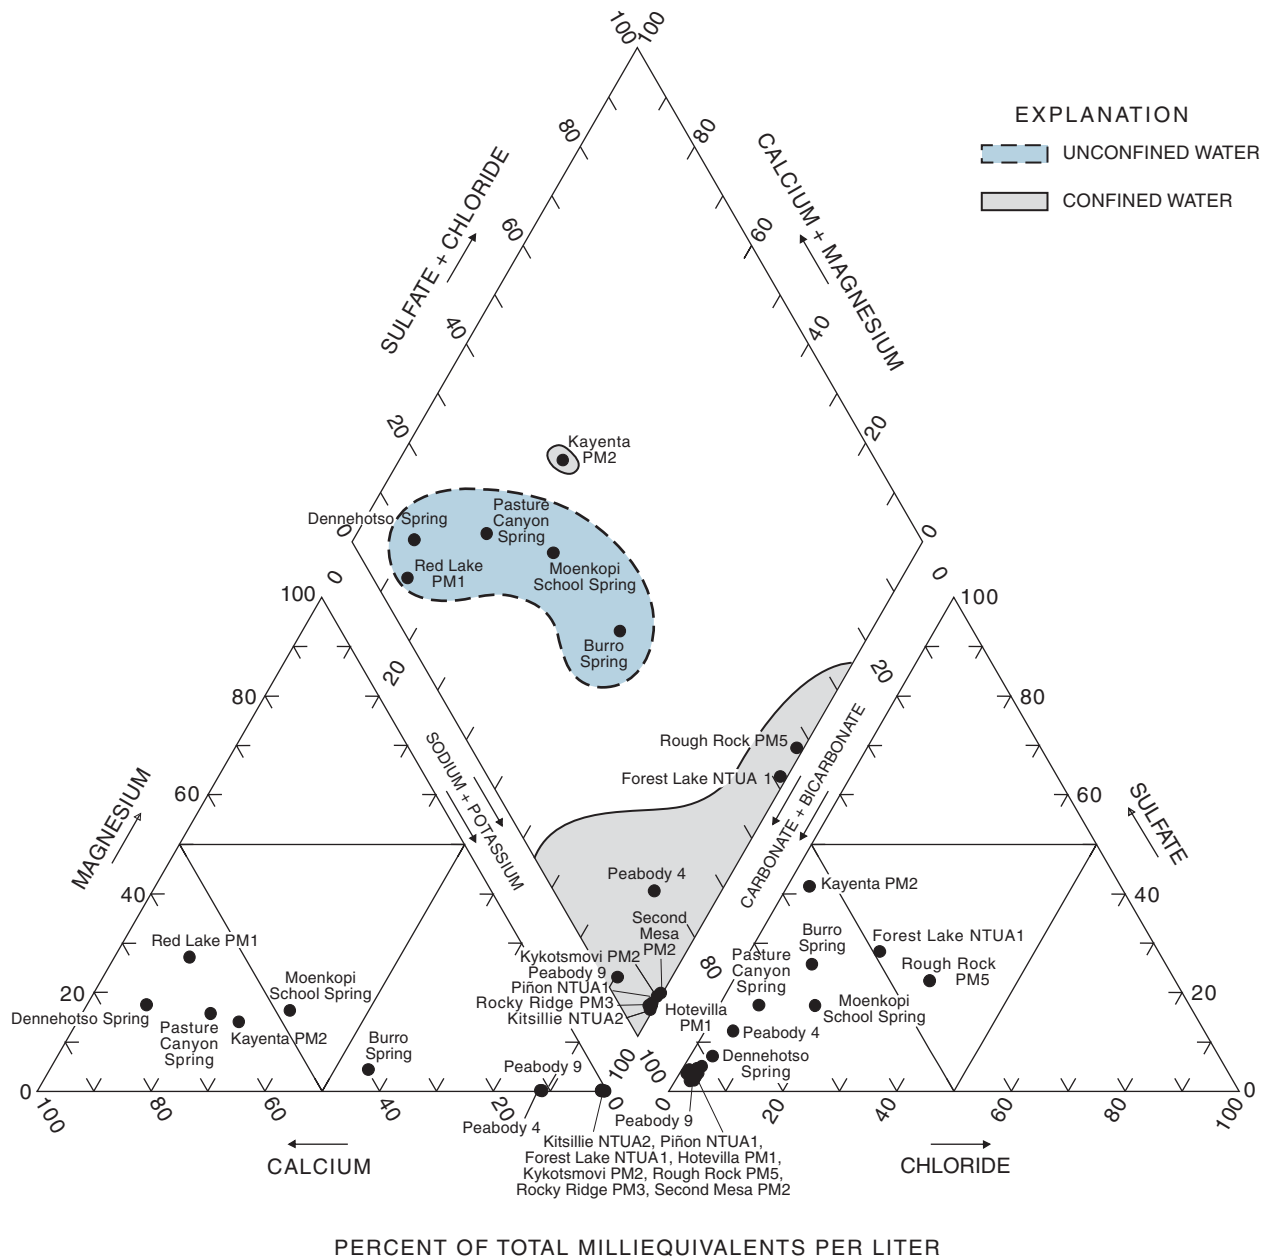 100
100
EXPLANATION
UNCONFINED WATER
CONFINED WATER
80
80
SULFATE + CHLORIDE
CALCIUM + MAGNESIUM
60
60
40
40
20
20
Kayenta
PM2
Dennehotso Spring
Pasture
Canyon
Spring
Red Lake
PM1
Moenkopi
School Spring
Burro
Spring
0
0
0
0
100
100
20
20
80
80
SODIUM + POTASSIUM
CARBONATE + BICARBONATE
Rough Rock PM5
Forest Lake NTUA 1
MAGNESIUM
SULFATE
60
60
Peabody 4
Second
Mesa
PM2
Kykotsmovi PM2
Peabody 9
Piñon NTUA1
Rocky Ridge PM3
Kitsillie NTUA2
Hotevilla
PM1
80
100
100
40
40
Red Lake PM1
Moenkopi
School Spring
Dennehotso Spring
Pasture
Canyon
Spring
Kayenta PM2
Burro
Spring
Peabody 9
Peabody 4
Kayenta PM2
Burro
Spring
Forest Lake NTUA1
Rough Rock
PM5
Pasture
Canyon
Spring
Moenkopi
School Spring
Peabody 4
Dennehotso
Spring
Peabody 9
20
20
0
0
100
80
60
40
20
0
0
20
40
60
80
100
Kitsillie NTUA2, Piñon NTUA1,
Forest Lake NTUA1, Hotevilla PM1,
Kykotsmovi PM2, Rough Rock PM5,
Rocky Ridge PM3, Second Mesa PM2
CALCIUM
CHLORIDE
PERCENT OF TOTAL MILLIEQUIVALENTS PER LITER